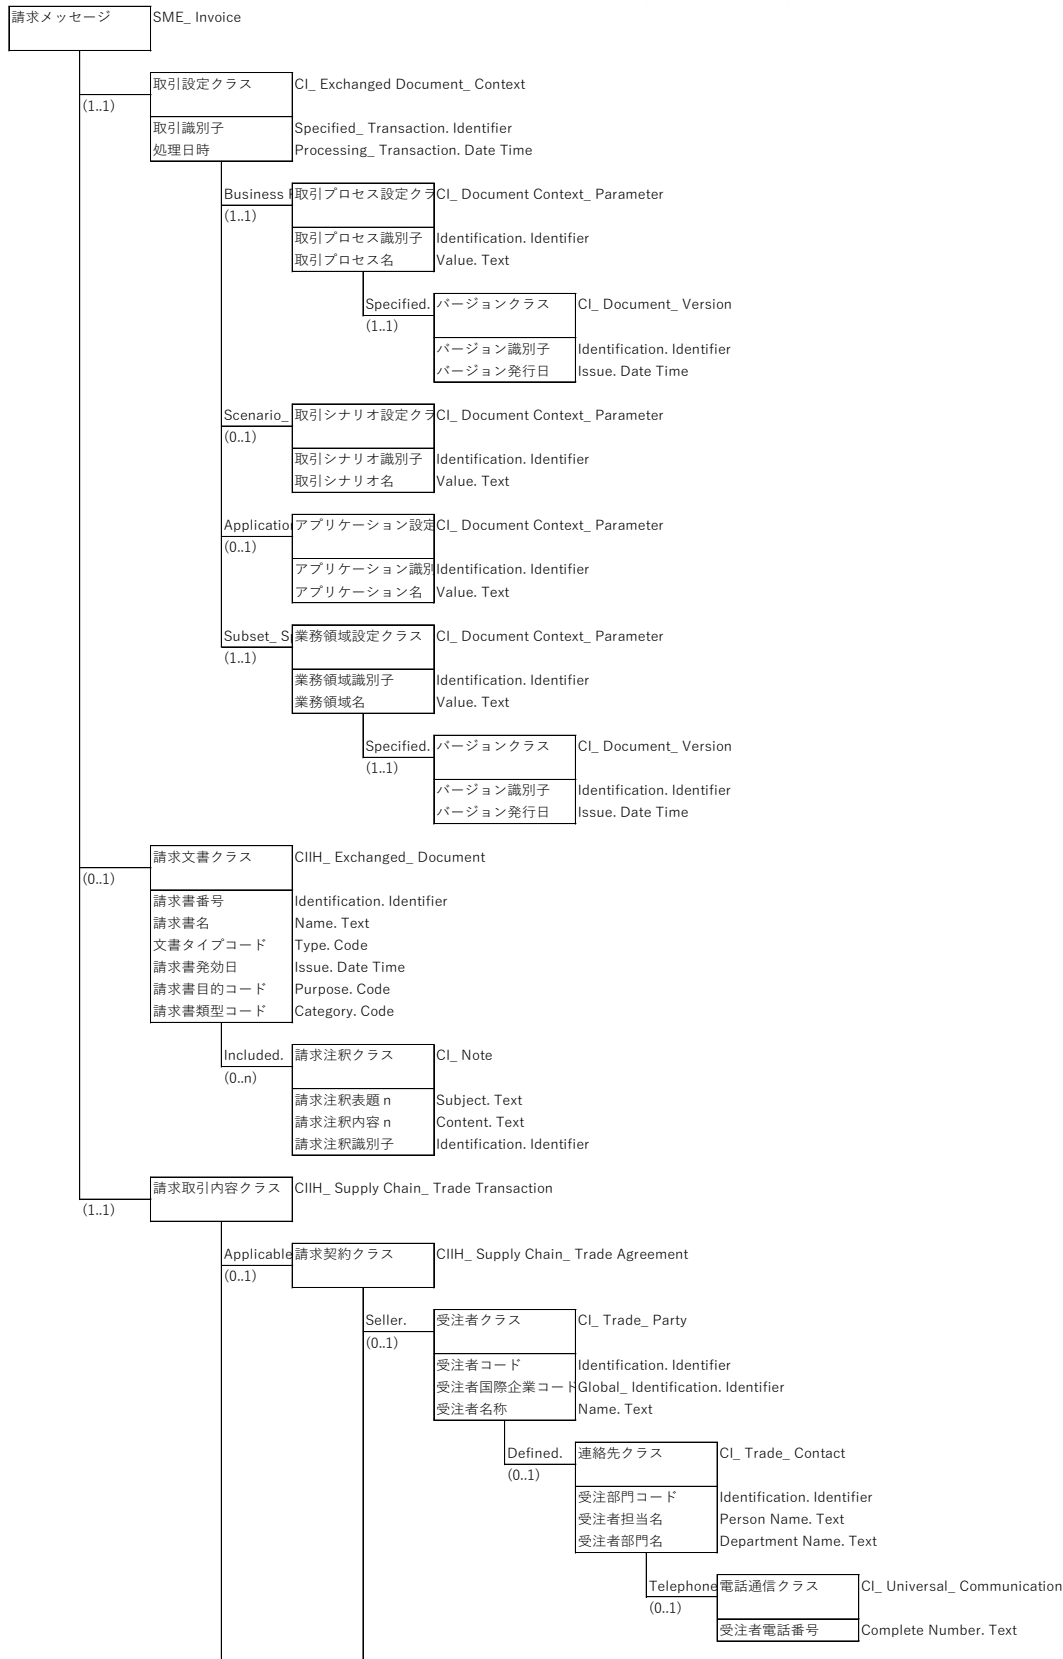 請求メッセージ SME_ Invoice
取引設定クラス CI_ Exchanged Document_ Context
(1..1)
取引識別子 Specified_ Transaction. Identifier
処理日時 Processing_ Transaction. Date Time
Business 取引プロセス設定クラ CI_ Document Context_ Parameter
(1..1)
取引プロセス識別子 Identification. Identifier
取引プロセス名 Value. Text
Specified. バージョンクラス CI_ Document_ Version
(1..1)
バージョン識別子 Identification. Identifier
バージョン発行日 Issue. Date Time
Scenario_ 取引シナリオ設定クラ CI_ Document Context_ Parameter
(0..1)
取引シナリオ識別子 Identification. Identifier
取引シナリオ名 Value. Text
Application アプリケーション設定 CI_ Document Context_ Parameter
(0..1)
アプリケーション識別 Identification. Identifier
アプリケーション名 Value. Text
Subset_ S 業務領域設定クラス CI_ Document Context_ Parameter
(1..1)
業務領域識別子 Identification. Identifier
業務領域名 Value. Text
Specified. バージョンクラス CI_ Document_ Version
(1..1)
バージョン識別子 Identification. Identifier
バージョン発行日 Issue. Date Time
請求文書クラス CIIH_ Exchanged_ Document
(0..1)
請求書番号 Identification. Identifier
請求書名 Name. Text
文書タイプコード Type. Code
請求書発効日 Issue. Date Time
請求書目的コード Purpose. Code
請求書類型コード Category. Code
Included. 請求注釈クラス CI_ Note
(0..n)
請求注釈表題ｎ Subject. Text
請求注釈内容ｎ Content. Text
請求注釈識別子 Identification. Identifier
請求取引内容クラス CIIH_ Supply Chain_ Trade Transaction
(1..1)
Applicable 請求契約クラス CIIH_ Supply Chain_ Trade Agreement
(0..1)
Seller. 受注者クラス CI_ Trade_ Party
(0..1)
受注者コード Identification. Identifier
受注者国際企業コード Global_ Identification. Identifier
受注者名称 Name. Text
Defined. 連絡先クラス CI_ Trade_ Contact
(0..1)
受注部門コード Identification. Identifier
受注者担当名 Person Name. Text
受注者部門名 Department Name. Text
Telephone 電話通信クラス CI_ Universal_ Communication
(0..1)
受注者電話番号 Complete Number. Text